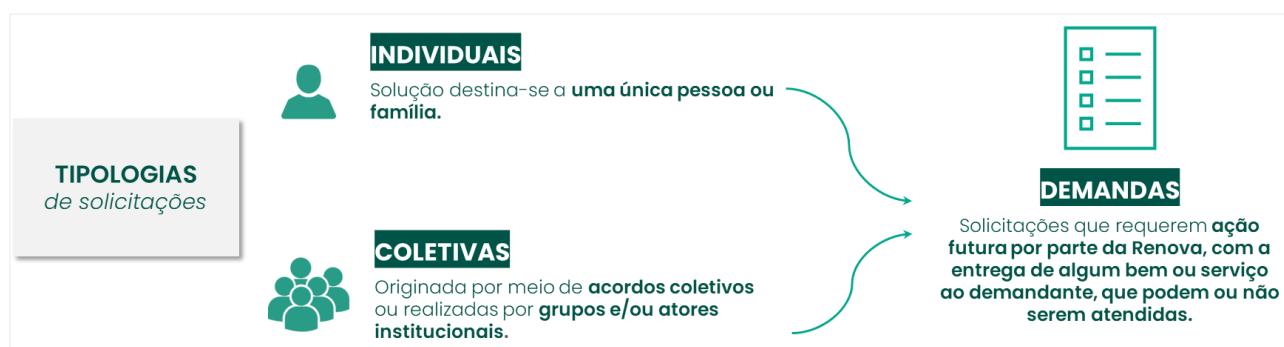 TIPOLOGIAS
de solicitações
INDIVIDUAIS
Solução destina-se a uma única pessoa ou
família.
COLETIVAS
Originada por meio de acordos coletivos
ou realizadas por grupos e/ou atores
institucionais.
DEMANDAS
Solicitações que requerem ação
futura por parte da Renova, com a
entrega de algum bem ou serviço
ao demandante, que podem ou não
serem atendidas.